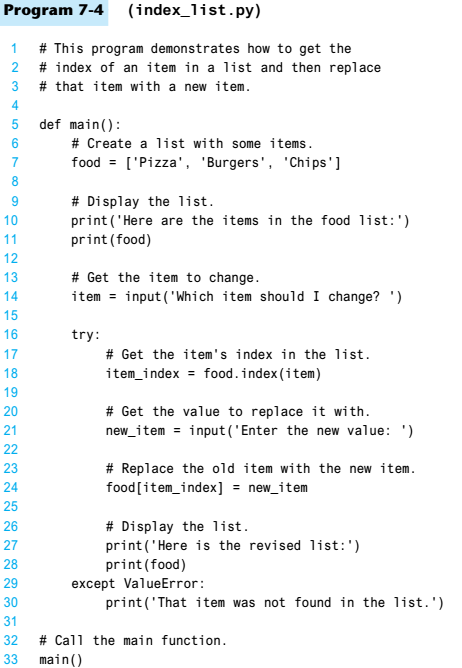 Program 7-4 (index_list.py)
1 # This program demonstrates how to get the
2 # index of an item in a list and then replace
3 # that item with a new item.
4
5 def main():
6     # Create a list with some items.
7     food = ['Pizza', 'Burgers', 'Chips']
8
9     # Display the list.
10     print('Here are the items in the food list:')
11     print(food)
12
13     # Get the item to change.
14     item = input('Which item should I change? ')
15
16     try:
17         # Get the item's index in the list.
18         item_index = food.index(item)
19
20         # Get the value to replace it with.
21         new_item = input('Enter the new value: ')
22
23         # Replace the old item with the new item.
24         food[item_index] = new_item
25
26         # Display the list.
27         print('Here is the revised list:')
28         print(food)
29     except ValueError:
30         print('That item was not found in the list.')
31
32 # Call the main function.
33 main()